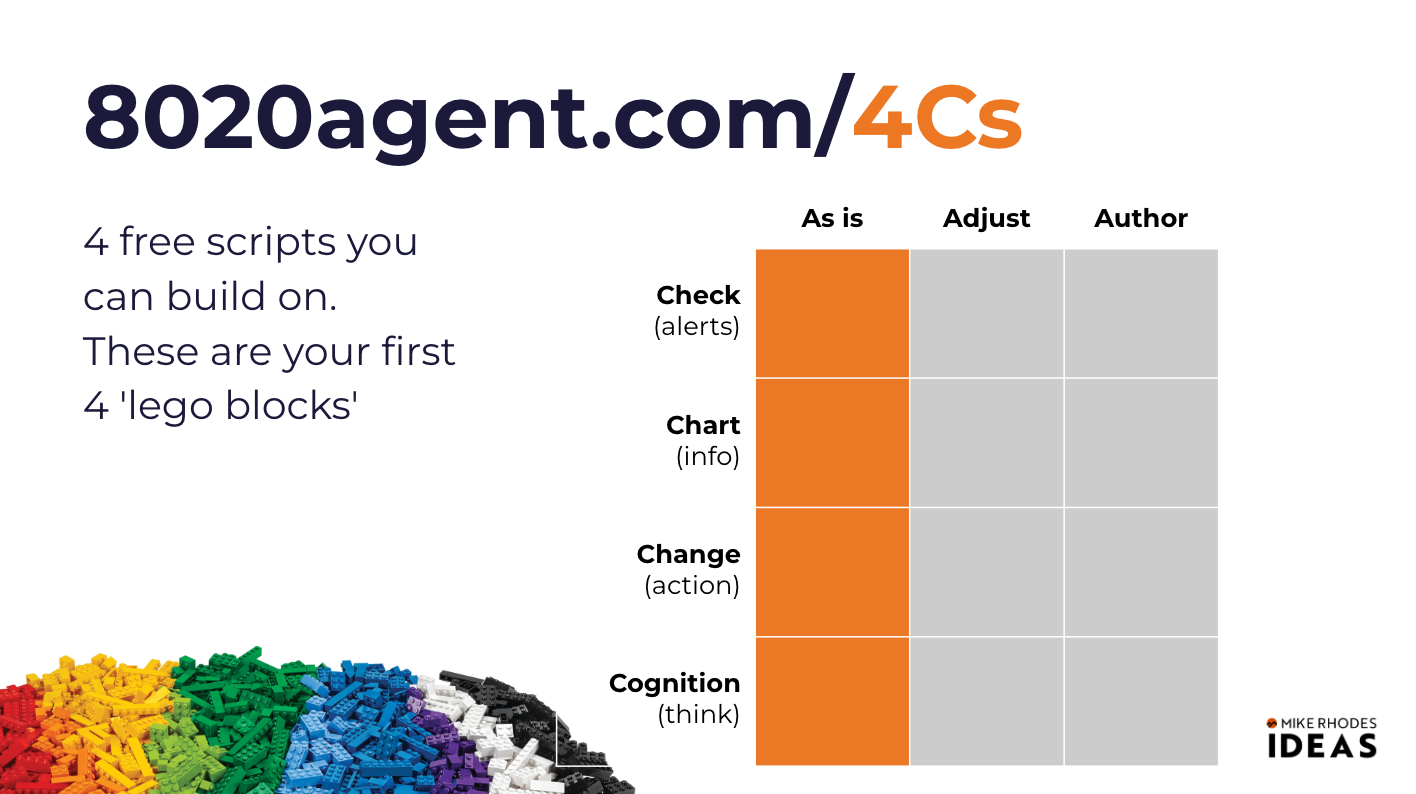 8020agent.com/4Cs
4 free scripts you
can build on.
These are your first
4 'lego blocks'
As is Adjust Author
Check
(alerts)
Chart
(info)
Change
(action)
Cognition
(think)
MIKE RHODES
IDEAS